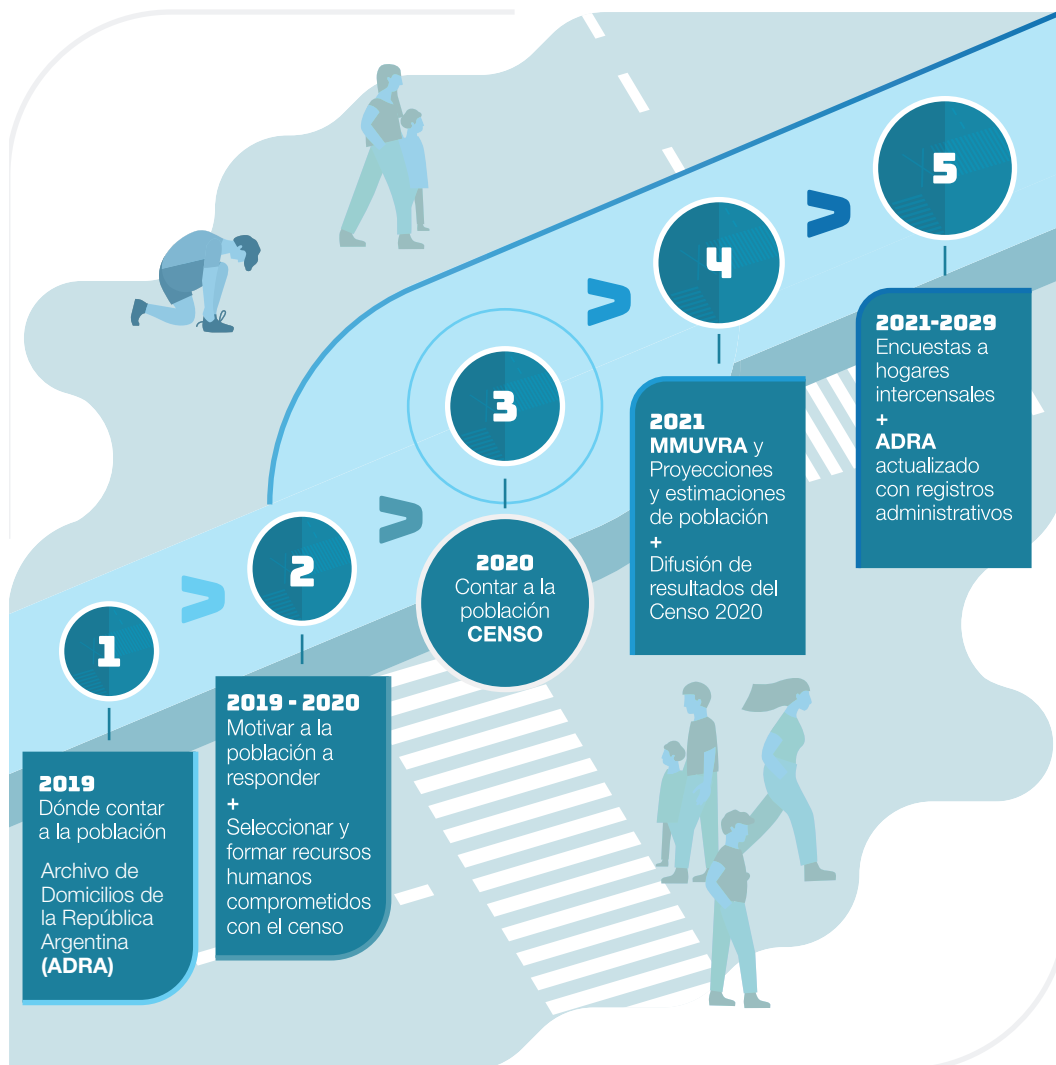 1
2019
Dónde contar
a la población
Archivo de
Domicilios de
la República
Argentina
(ADRA)
2
2019 - 2020
Motivar a la
población a
responder
+
Seleccionar y
formar recursos
humanos
comprometidos
con el censo
3
2020
Contar a la
población
CENSO
4
2021
MMUVRA y
Proyecciones
y estimaciones
de población
+
Difusión de
resultados del
Censo 2020
5
2021-2029
Encuestas a
hogares
intercensales
+
ADRA
actualizado
con registros
administrativos